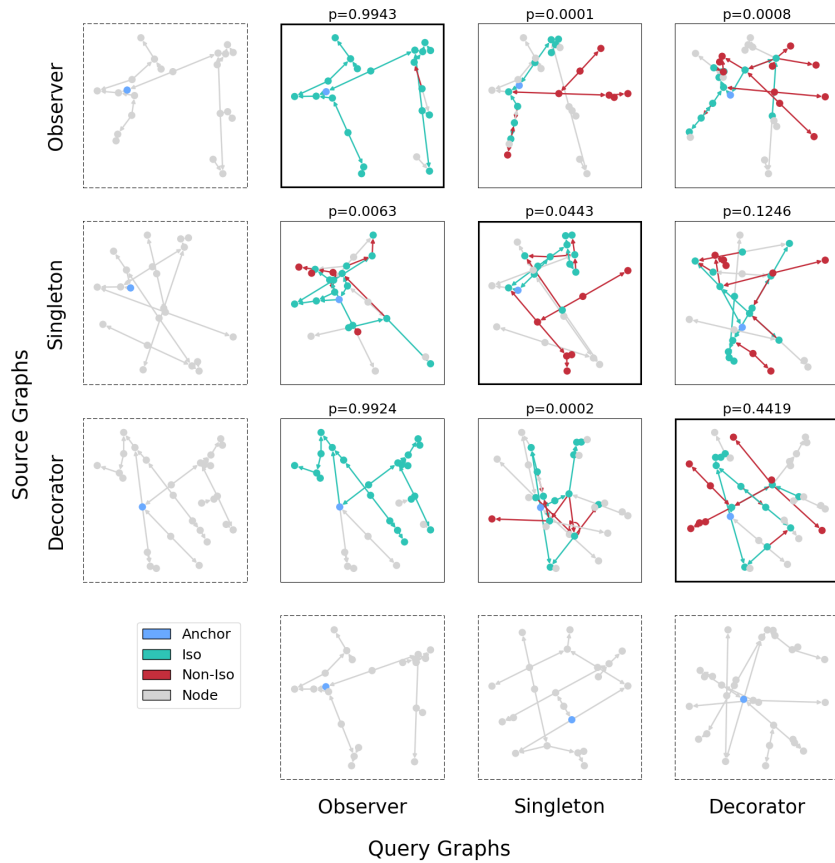 p=0.9943
p=0.0001
p=0.0008
Observer
p=0.0063
p=0.0443
p=0.1246
Singleton
Source Graphs
p=0.9924
p=0.0002
p=0.4419
Decorator
Anchor
Iso
Non-Iso
Node
Observer
Singleton
Decorator
Query Graphs